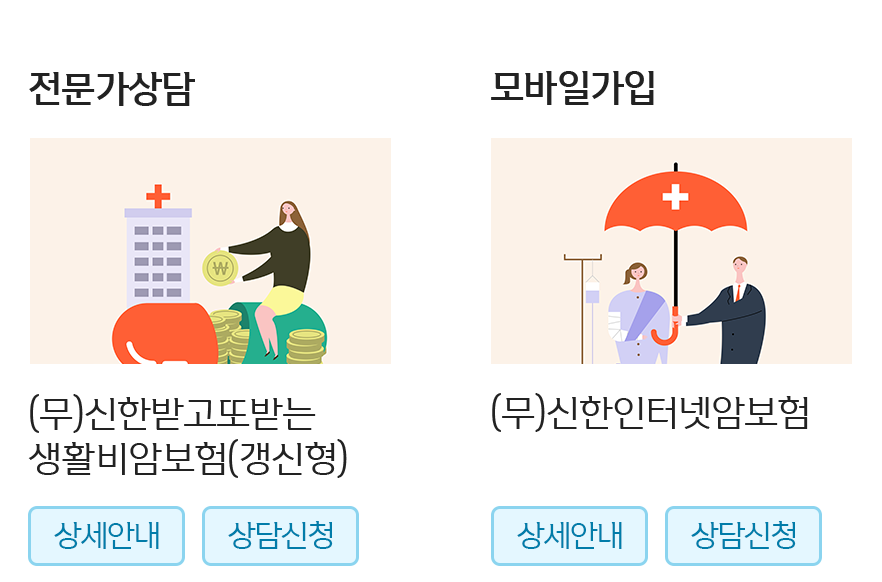 전문가상담
₩
(무)신한받고또받는
생활비암보험(갱신형)
상세안내
상담신청
모바일가입
(무)신한인터넷암보험
상세안내
상담신청